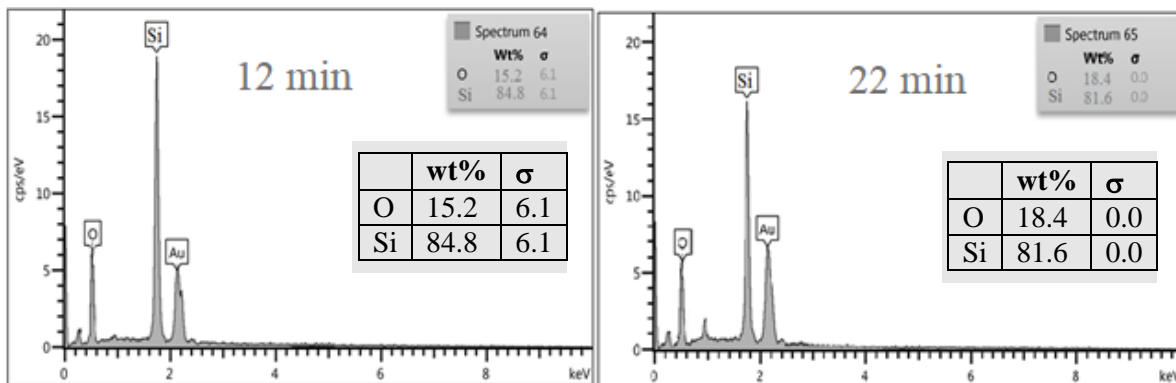 Spectrum 64
Wt% σ
O 15.2 6.1
Si 84.8 6.1
12 min
Si
O
Au
wt% σ
O 15.2 6.1
Si 84.8 6.1
cps/eV
20
15
10
5
0
0 2 4 6 8 keV
Spectrum 65
Wt% σ
O 18.4 0.0
Si 81.6 0.0
22 min
Si
O
Au
wt% σ
O 18.4 0.0
Si 81.6 0.0
cps/eV
20
15
10
5
0
0 2 4 6 8 keV